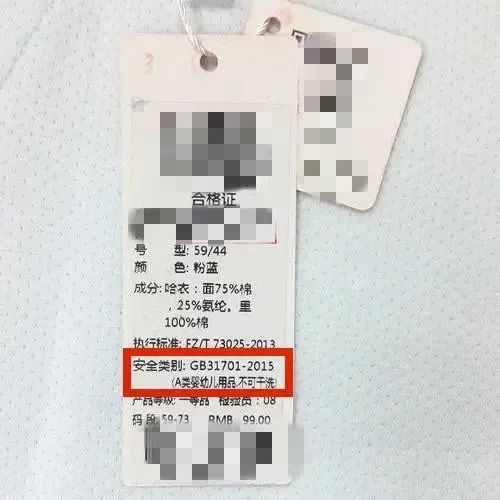 3
合格证
号 型: 59/44
颜 色: 粉蓝
成分: 哈衣：面75%棉
，25%氨纶。里
100%棉
执行标准: FZ/T 73025-2013
安全类别: GB31701-2015
(A类婴幼儿用品,不可干洗)
产品等级: 一等品 检验员: 08
码 段: 59-73 RMB 99.00